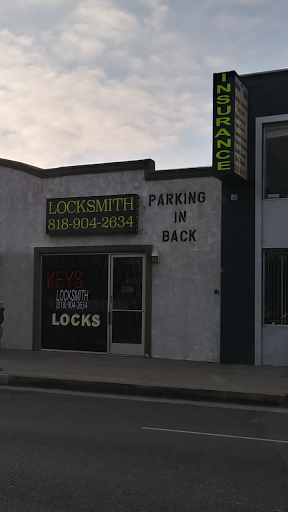 INSURANCE
LOCKSMITH
818-904-2634
PARKING
IN
BACK
KEYS
LOCKSMITH
(818) 904-2634
LOCKS